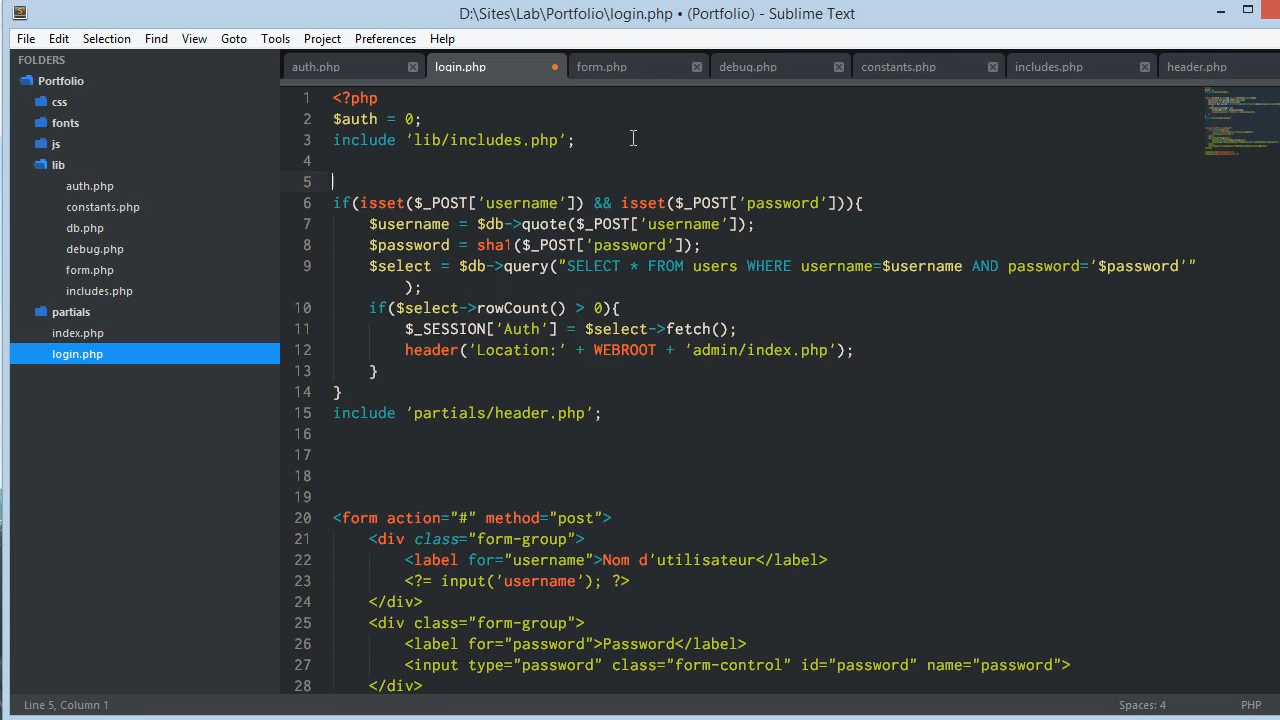 D:\Sites\Lab\Portfolio\login.php • (Portfolio) - Sublime Text
File Edit Selection Find View Goto Tools Project Preferences Help
FOLDERS
Portfolio
css
fonts
js
lib
auth.php
constants.php
db.php
debug.php
form.php
includes.php
partials
index.php
login.php
auth.php login.php form.php debug.php constants.php includes.php header.php
1 <?php
2 $auth = 0;
3 include 'lib/includes.php';
4
5
6 if(isset($_POST['username']) && isset($_POST['password'])){
7 $username = $db->quote($_POST['username']);
8 $password = sha1($_POST['password']);
9 $select = $db->query("SELECT * FROM users WHERE username=$username AND password='$password'"
);
10 if($select->rowCount() > 0){
11 $_SESSION['Auth'] = $select->fetch();
12 header('Location:' + WEBROOT + 'admin/index.php');
13 }
14 }
15 include 'partials/header.php';
16
17
18
19
20 <form action="#" method="post">
21 <div class="form-group">
22 <label for="username">Nom d'utilisateur</label>
23 <?= input('username'); ?>
24 </div>
25 <div class="form-group">
26 <label for="password">Password</label>
27 <input type="password" class="form-control" id="password" name="password">
28 </div>
Line 5, Column 1
Spaces: 4
PHP